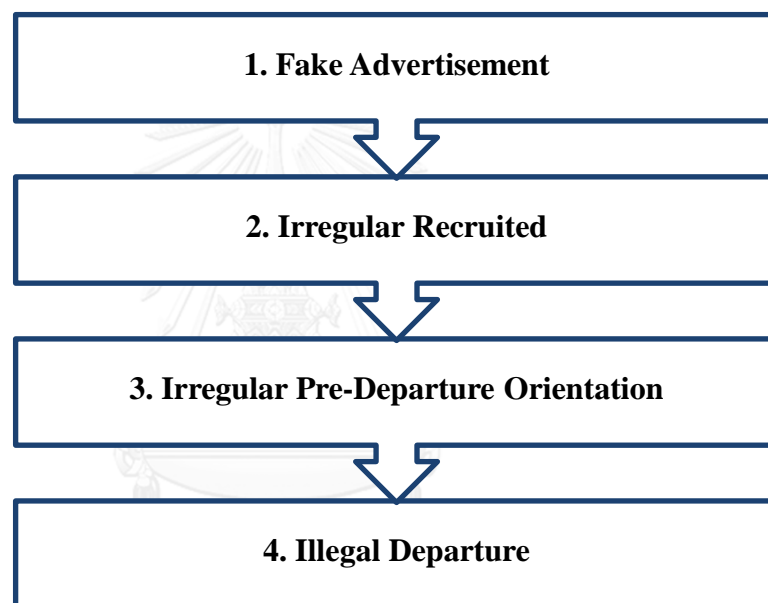 1. Fake Advertisement
2. Irregular Recruited
3. Irregular Pre-Departure Orientation
4. Illegal Departure